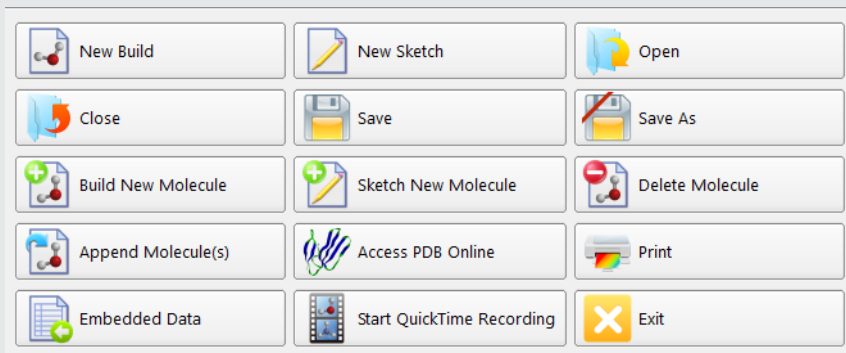 New Build
New Sketch
Open
Close
Save
Save As
Build New Molecule
Sketch New Molecule
Delete Molecule
Append Molecule(s)
Access PDB Online
Print
Embedded Data
Start QuickTime Recording
Exit